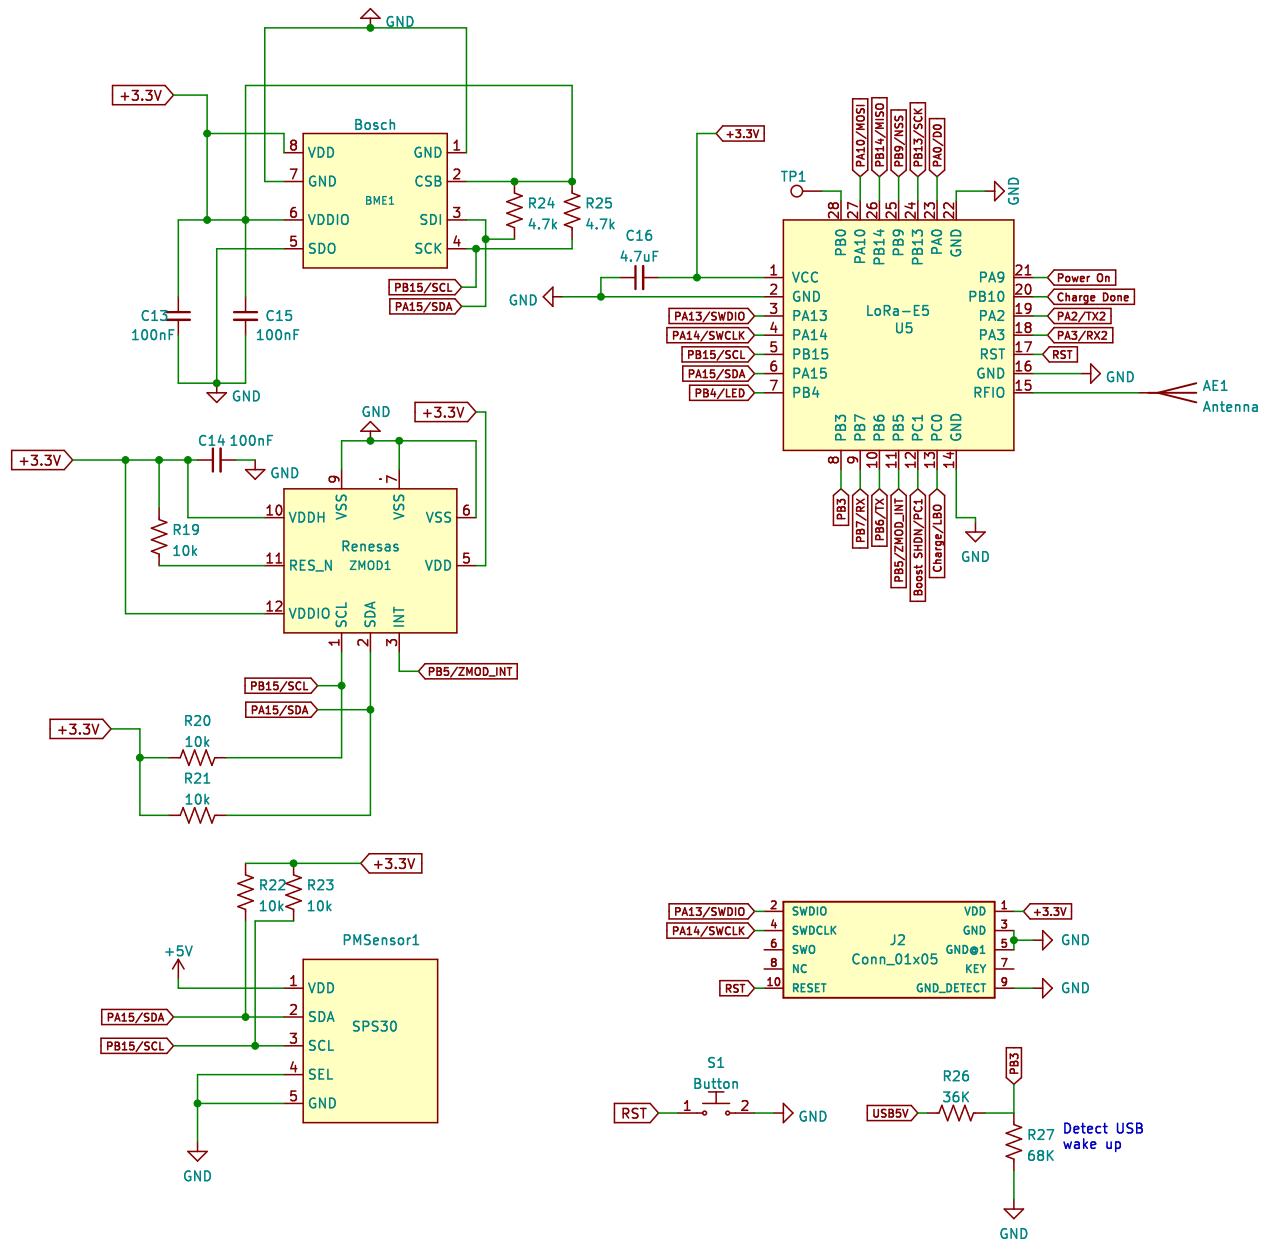 GND
+3.3V
Bosch
8 VDD
7 GND
6 VDDIO
5 SDO
BME1
GND 1
CSB 2
SDI 3
SCK 4
R24
4.7k
R25
4.7k
PB15/SCL
PA15/SDA
C13
100nF
C15
100nF
GND
+3.3V
TP1
PA10/MOSI
PB14/MISO
PB9/NSS
PB13/SCK
PA0/D0
GND
28 PB0
27 PA10
26 PB14
25 PB9
24 PB13
23 PA0
22 GND
C16
4.7uF
GND
1 VCC
2 GND
PA13/SWDIO 3 PA13
PA14/SWCLK 4 PA14
PB15/SCL 5 PB15
PA15/SDA 6 PA15
PB4/LED 7 PB4
LoRa-E5
U5
PA9 21 Power On
PB10 20 Charge Done
PA2 19 PA2/TX2
PA3 18 PA3/RX2
RST 17 RST
GND 16 GND
RFIO 15
AE1
Antenna
PB3 8 PB3
PB7 9 PB7/RX
PB6 10 PB6/TX
PB5 11 PB5/ZMOD_INT
PC1 12 Boost SHDN/PC1
PC0 13 Charge/LBO
GND 14
GND
+3.3V
GND
+3.3V
C14 100nF
GND
R19
10k
9 VSS
7 VSS
10 VDDH
11 RES_N
12 VDDIO
Renesas
ZMOD1
VSS 6
VDD 5
SCL 1
SDA 2
INT 3
PB5/ZMOD_INT
PB15/SCL
PA15/SDA
+3.3V
R20
10k
R21
10k
+3.3V
R22
10k
R23
10k
PMSensor1
+5V
1 VDD
PA15/SDA 2 SDA
PB15/SCL 3 SCL
4 SEL
5 GND
SPS30
GND
PA13/SWDIO 2 SWDIO
PA14/SWCLK 4 SWDCLK
6 SWO
8 NC
RST 10 RESET
J2
Conn_01x05
VDD 1 +3.3V
GND 3
GND@1 5
GND
KEY 7
GND_DETECT 9 GND
S1
Button
RST 1 2 GND
PB3
R26
36K
USB5V
R27
68K
Detect USB
wake up
GND